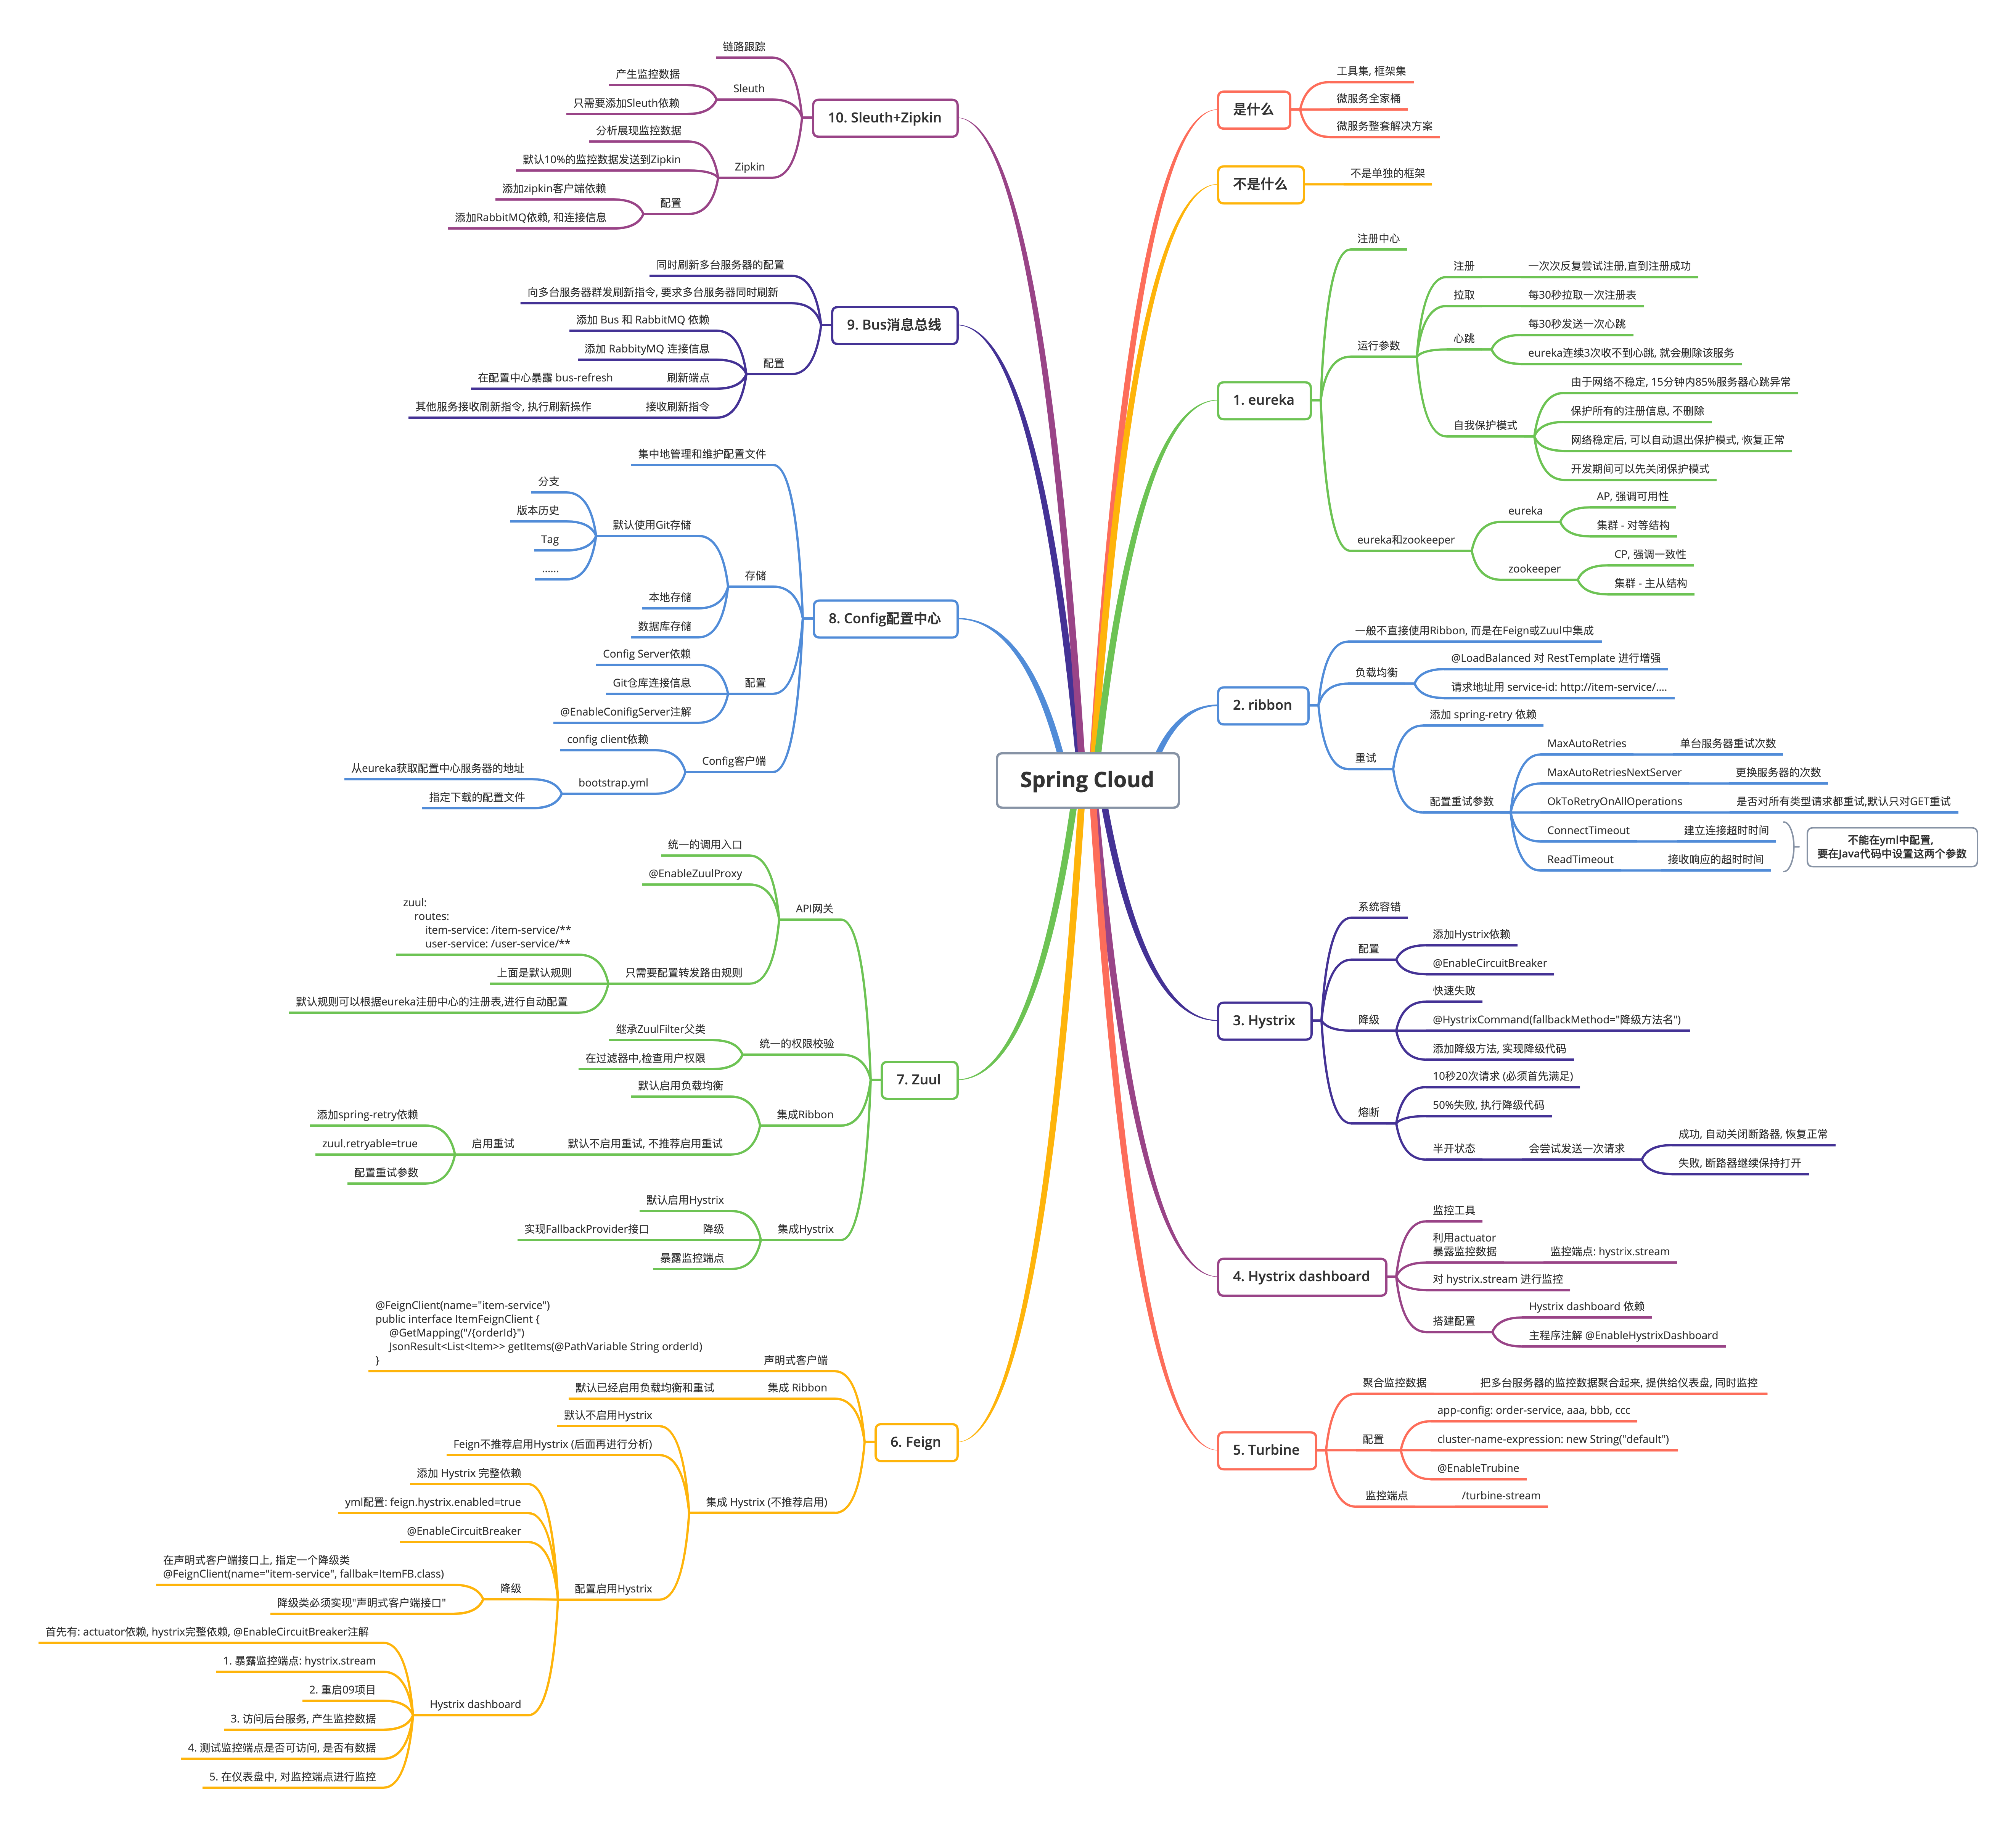 Spring Cloud
是什么
工具集, 框架集
微服务全家桶
微服务整套解决方案
不是什么
不是单独的框架
1. eureka
注册中心
运行参数
注册
一次次反复尝试注册,直到注册成功
拉取
每30秒拉取一次注册表
心跳
每30秒发送一次心跳
eureka连续3次收不到心跳, 就会删除该服务
自我保护模式
由于网络不稳定, 15分钟内85%服务器心跳异常
保护所有的注册信息, 不删除
网络稳定后, 可以自动退出保护模式, 恢复正常
开发期间可以先关闭保护模式
eureka和zookeeper
eureka
AP, 强调可用性
集群 - 对等结构
zookeeper
CP, 强调一致性
集群 - 主从结构
2. ribbon
一般不直接使用Ribbon, 而是在Feign或Zuul中集成
负载均衡
@LoadBalanced 对 RestTemplate 进行增强
请求地址用 service-id: http://item-service/....
重试
添加 spring-retry 依赖
配置重试参数
MaxAutoRetries
单台服务器重试次数
MaxAutoRetriesNextServer
更换服务器的次数
OkToRetryOnAllOperations
是否对所有类型请求都重试,默认只对GET重试
ConnectTimeout
建立连接超时时间
ReadTimeout
接收响应的超时时间
不能在yml中配置,
要在Java代码中设置这两个参数
3. Hystrix
系统容错
配置
添加Hystrix依赖
@EnableCircuitBreaker
降级
快速失败
@HystrixCommand(fallbackMethod="降级方法名")
添加降级方法, 实现降级代码
熔断
10秒20次请求 (必须首先满足)
50%失败, 执行降级代码
半开状态
会尝试发送一次请求
成功, 自动关闭断路器, 恢复正常
失败, 断路器继续保持打开
4. Hystrix dashboard
监控工具
利用actuator
暴露监控数据
监控端点: hystrix.stream
对 hystrix.stream 进行监控
搭建配置
Hystrix dashboard 依赖
主程序注解 @EnableHystrixDashboard
5. Turbine
聚合监控数据
把多台服务器的监控数据聚合起来, 提供给仪表盘, 同时监控
配置
app-config: order-service, aaa, bbb, ccc
cluster-name-expression: new String("default")
@EnableTrubine
监控端点
/turbine-stream
6. Feign
声明式客户端
@FeignClient(name="item-service")
public interface ItemFeignClient {
@GetMapping("/{orderId}")
JsonResult<List<Item>> getItems(@PathVariable String orderId)
}
集成 Ribbon
默认已经启用负载均衡和重试
集成 Hystrix (不推荐启用)
默认不启用Hystrix
Feign不推荐启用Hystrix (后面再进行分析)
配置启用Hystrix
添加 Hystrix 完整依赖
yml配置: feign.hystrix.enabled=true
@EnableCircuitBreaker
降级
在声明式客户端接口上, 指定一个降级类
@FeignClient(name="item-service", fallbak=ItemFB.class)
降级类必须实现"声明式客户端接口"
Hystrix dashboard
首先有: actuator依赖, hystrix完整依赖, @EnableCircuitBreaker注解
1. 暴露监控端点: hystrix.stream
2. 重启09项目
3. 访问后台服务, 产生监控数据
4. 测试监控端点是否可访问, 是否有数据
5. 在仪表盘中, 对监控端点进行监控
7. Zuul
API网关
统一的调用入口
@EnableZuulProxy
只需要配置转发路由规则
zuul:
routes:
item-service: /item-service/**
user-service: /user-service/**
上面是默认规则
默认规则可以根据eureka注册中心的注册表,进行自动配置
统一的权限校验
继承ZuulFilter父类
在过滤器中,检查用户权限
集成Ribbon
默认启用负载均衡
默认不启用重试, 不推荐启用重试
启用重试
添加spring-retry依赖
zuul.retryable=true
配置重试参数
集成Hystrix
默认启用Hystrix
降级
实现FallbackProvider接口
暴露监控端点
8. Config配置中心
集中地管理和维护配置文件
存储
默认使用Git存储
分支
版本历史
Tag
......
本地存储
数据库存储
配置
Config Server依赖
Git仓库连接信息
@EnableConifigServer注解
Config客户端
config client依赖
bootstrap.yml
从eureka获取配置中心服务器的地址
指定下载的配置文件
9. Bus消息总线
同时刷新多台服务器的配置
向多台服务器群发刷新指令, 要求多台服务器同时刷新
配置
添加 Bus 和 RabbitMQ 依赖
添加 RabbityMQ 连接信息
刷新端点
在配置中心暴露 bus-refresh
接收刷新指令
其他服务接收刷新指令, 执行刷新操作
10. Sleuth+Zipkin
链路跟踪
Sleuth
产生监控数据
只需要添加Sleuth依赖
Zipkin
分析展现监控数据
默认10%的监控数据发送到Zipkin
配置
添加zipkin客户端依赖
添加RabbitMQ依赖, 和连接信息